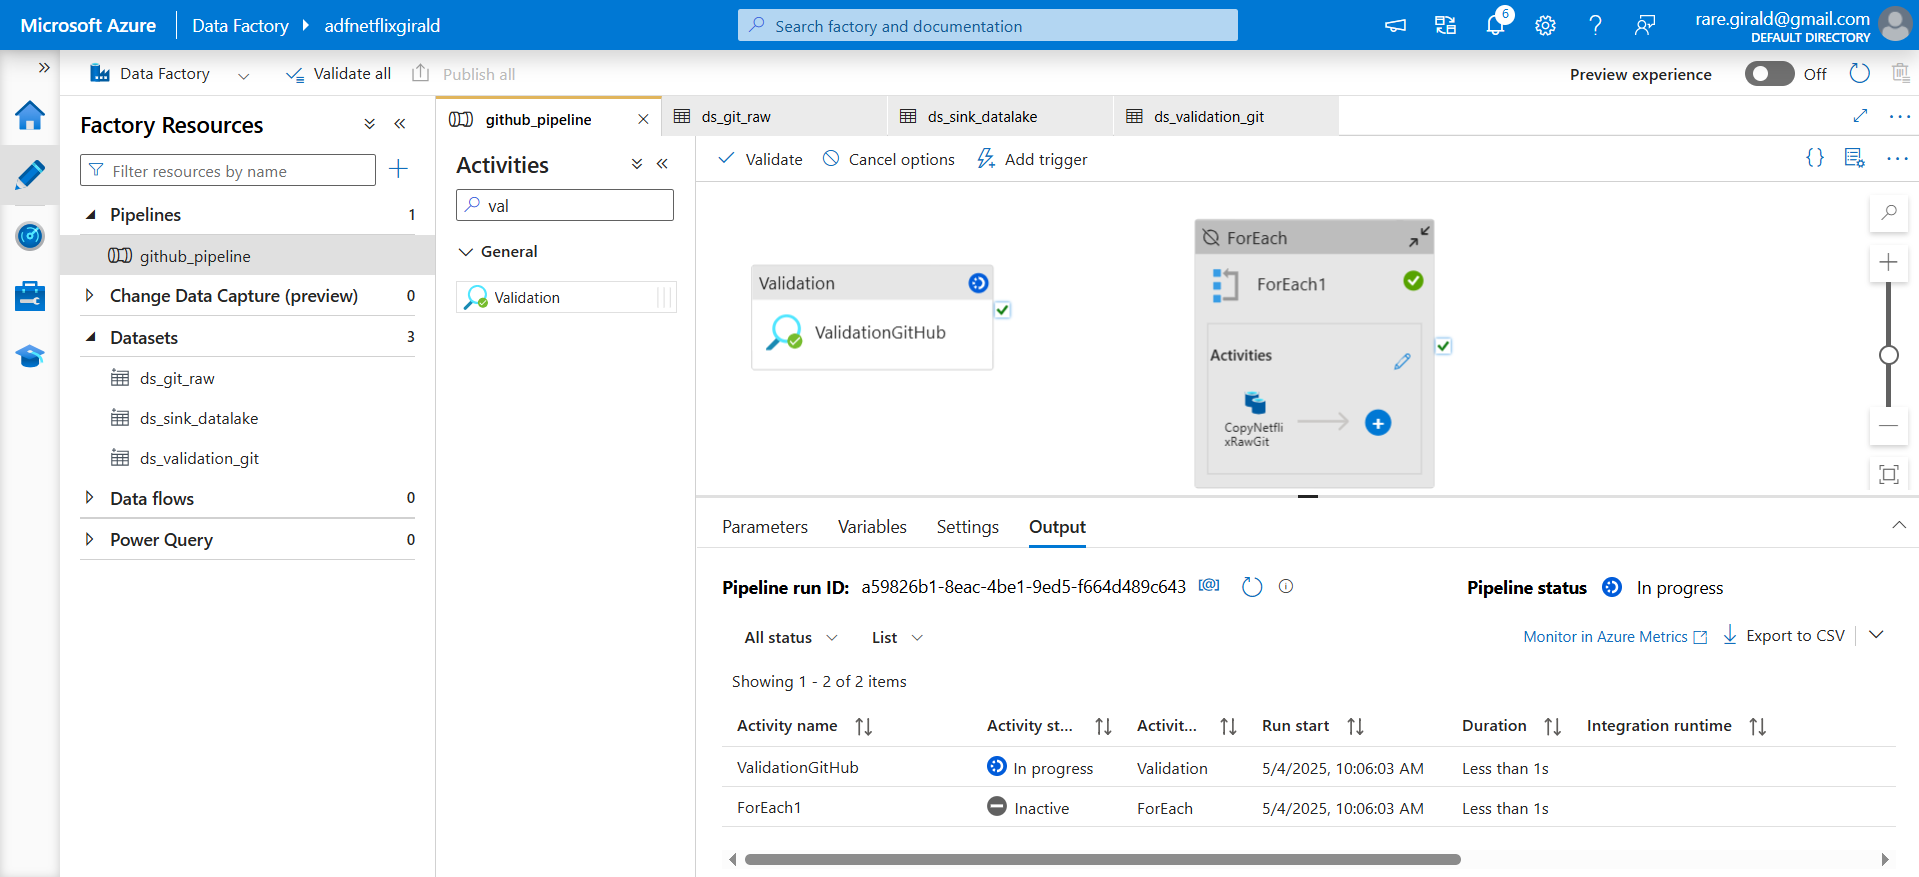 Microsoft Azure
Data Factory
adfnetflixgirald
Search factory and documentation
6
rare.girald@gmail.com
DEFAULT DIRECTORY
Data Factory
Validate all
Publish all
Preview experience
Off
Factory Resources
Filter resources by name
Pipelines 1
github_pipeline
Change Data Capture (preview) 0
Datasets 3
ds_git_raw
ds_sink_datalake
ds_validation_git
Data flows 0
Power Query 0
github_pipeline
ds_git_raw
ds_sink_datalake
ds_validation_git
Activities
val
General
Validation
Validate
Cancel options
Add trigger
Validation
ValidationGitHub
ForEach
ForEach1
Activities
CopyNetfli
xRawGit
Parameters Variables Settings Output
Pipeline run ID: a59826b1-8eac-4be1-9ed5-f664d489c643
Pipeline status In progress
All status List
Monitor in Azure Metrics Export to CSV
Showing 1 - 2 of 2 items
Activity name Activity st... Activit... Run start Duration Integration runtime
ValidationGitHub In progress Validation 5/4/2025, 10:06:03 AM Less than 1s
ForEach1 Inactive ForEach 5/4/2025, 10:06:03 AM Less than 1s